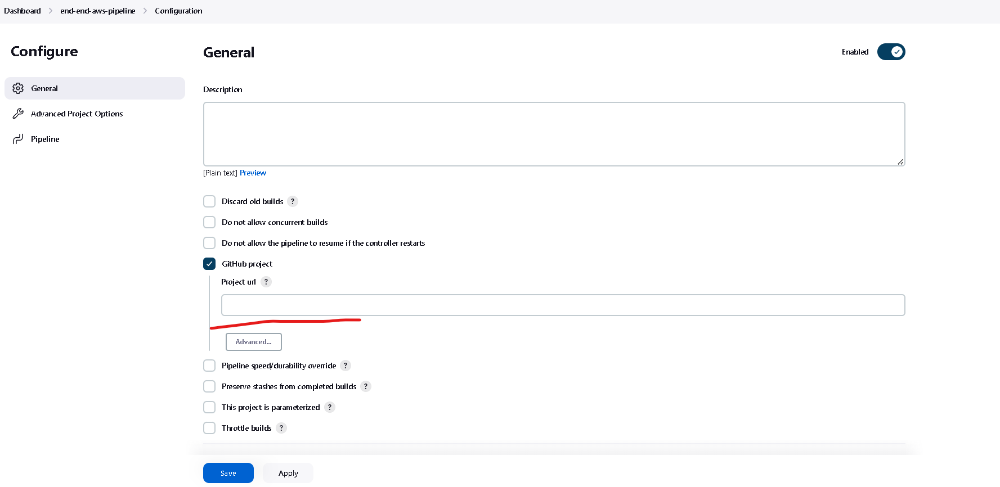 Dashboard > end-end-aws-pipeline > Configuration
Configure
General
Advanced Project Options
Pipeline
General
Enabled
Description
[Plain text] Preview
Discard old builds ?
Do not allow concurrent builds
Do not allow the pipeline to resume if the controller restarts
GitHub project
Project url ?
Advanced...
Pipeline speed/durability override ?
Preserve stashes from completed builds ?
This project is parameterized ?
Throttle builds ?
Save Apply